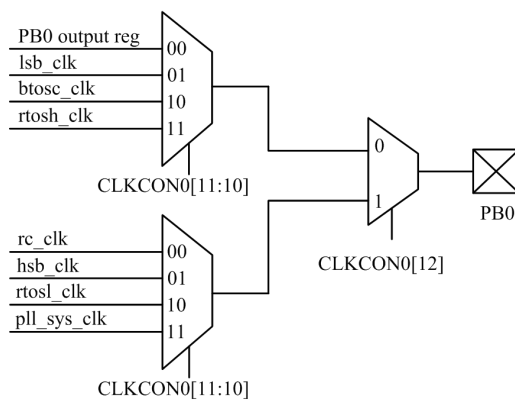 PB0 output reg
00
lsb_clk
01
btosc_clk
10
rtosh_clk
11
CLKCON0[11:10]
0
1
PB0
CLKCON0[12]
rc_clk
00
hsb_clk
01
rtosl_clk
10
pll_sys_clk
11
CLKCON0[11:10]